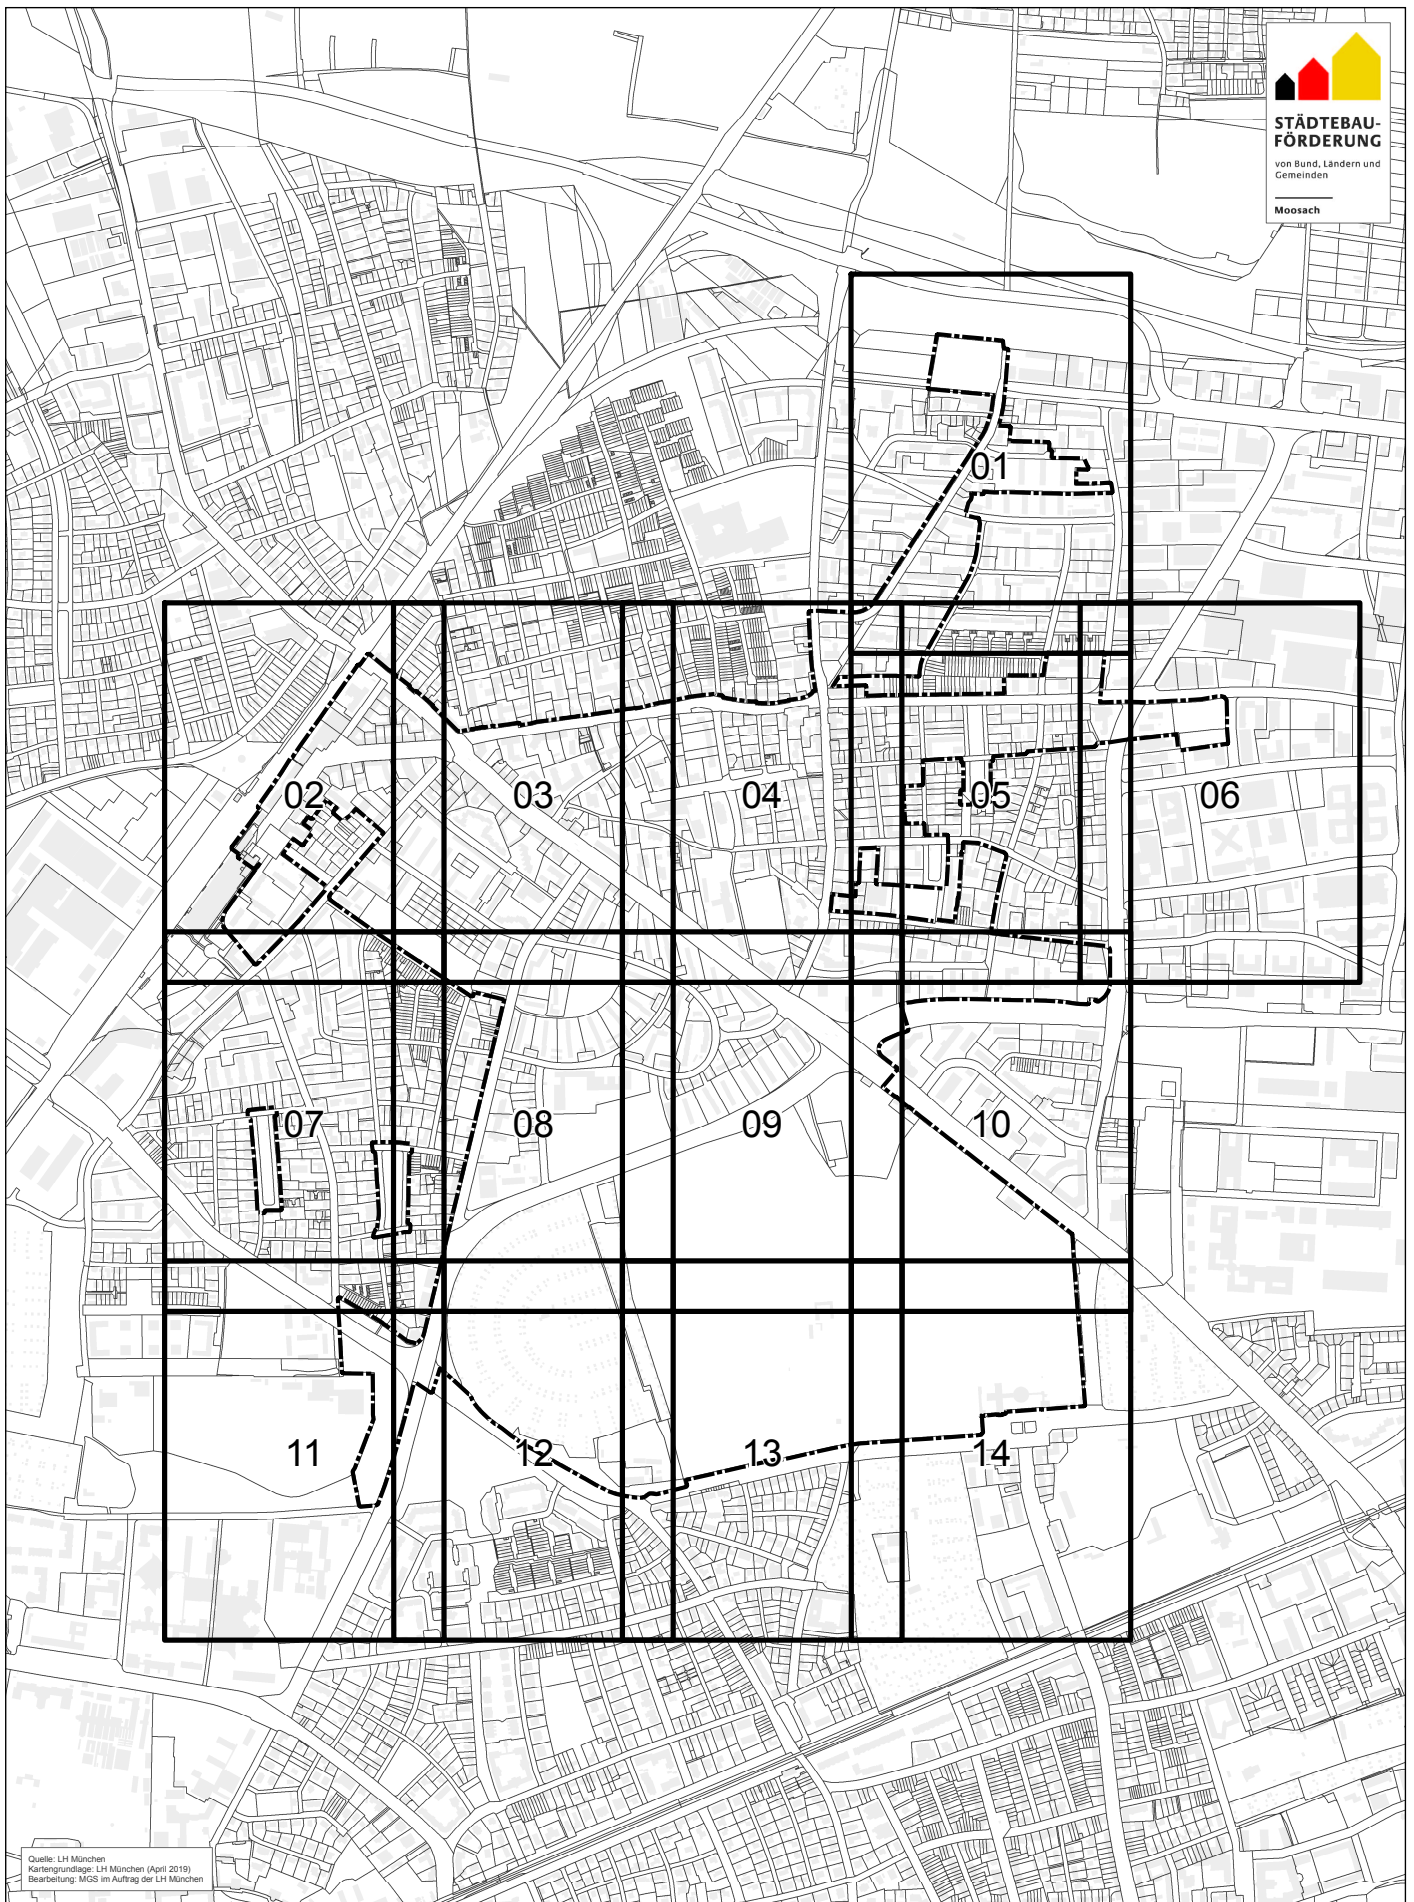 STÄDTEBAU-
FÖRDERUNG
von Bund, Ländern und
Gemeinden
Moosach
01
02
03
04
05
06
07
08
09
10
11
12
13
14
Quelle: LH München
Kartengrundlage: LH München (April 2019)
Bearbeitung: MGS im Auftrag der LH München